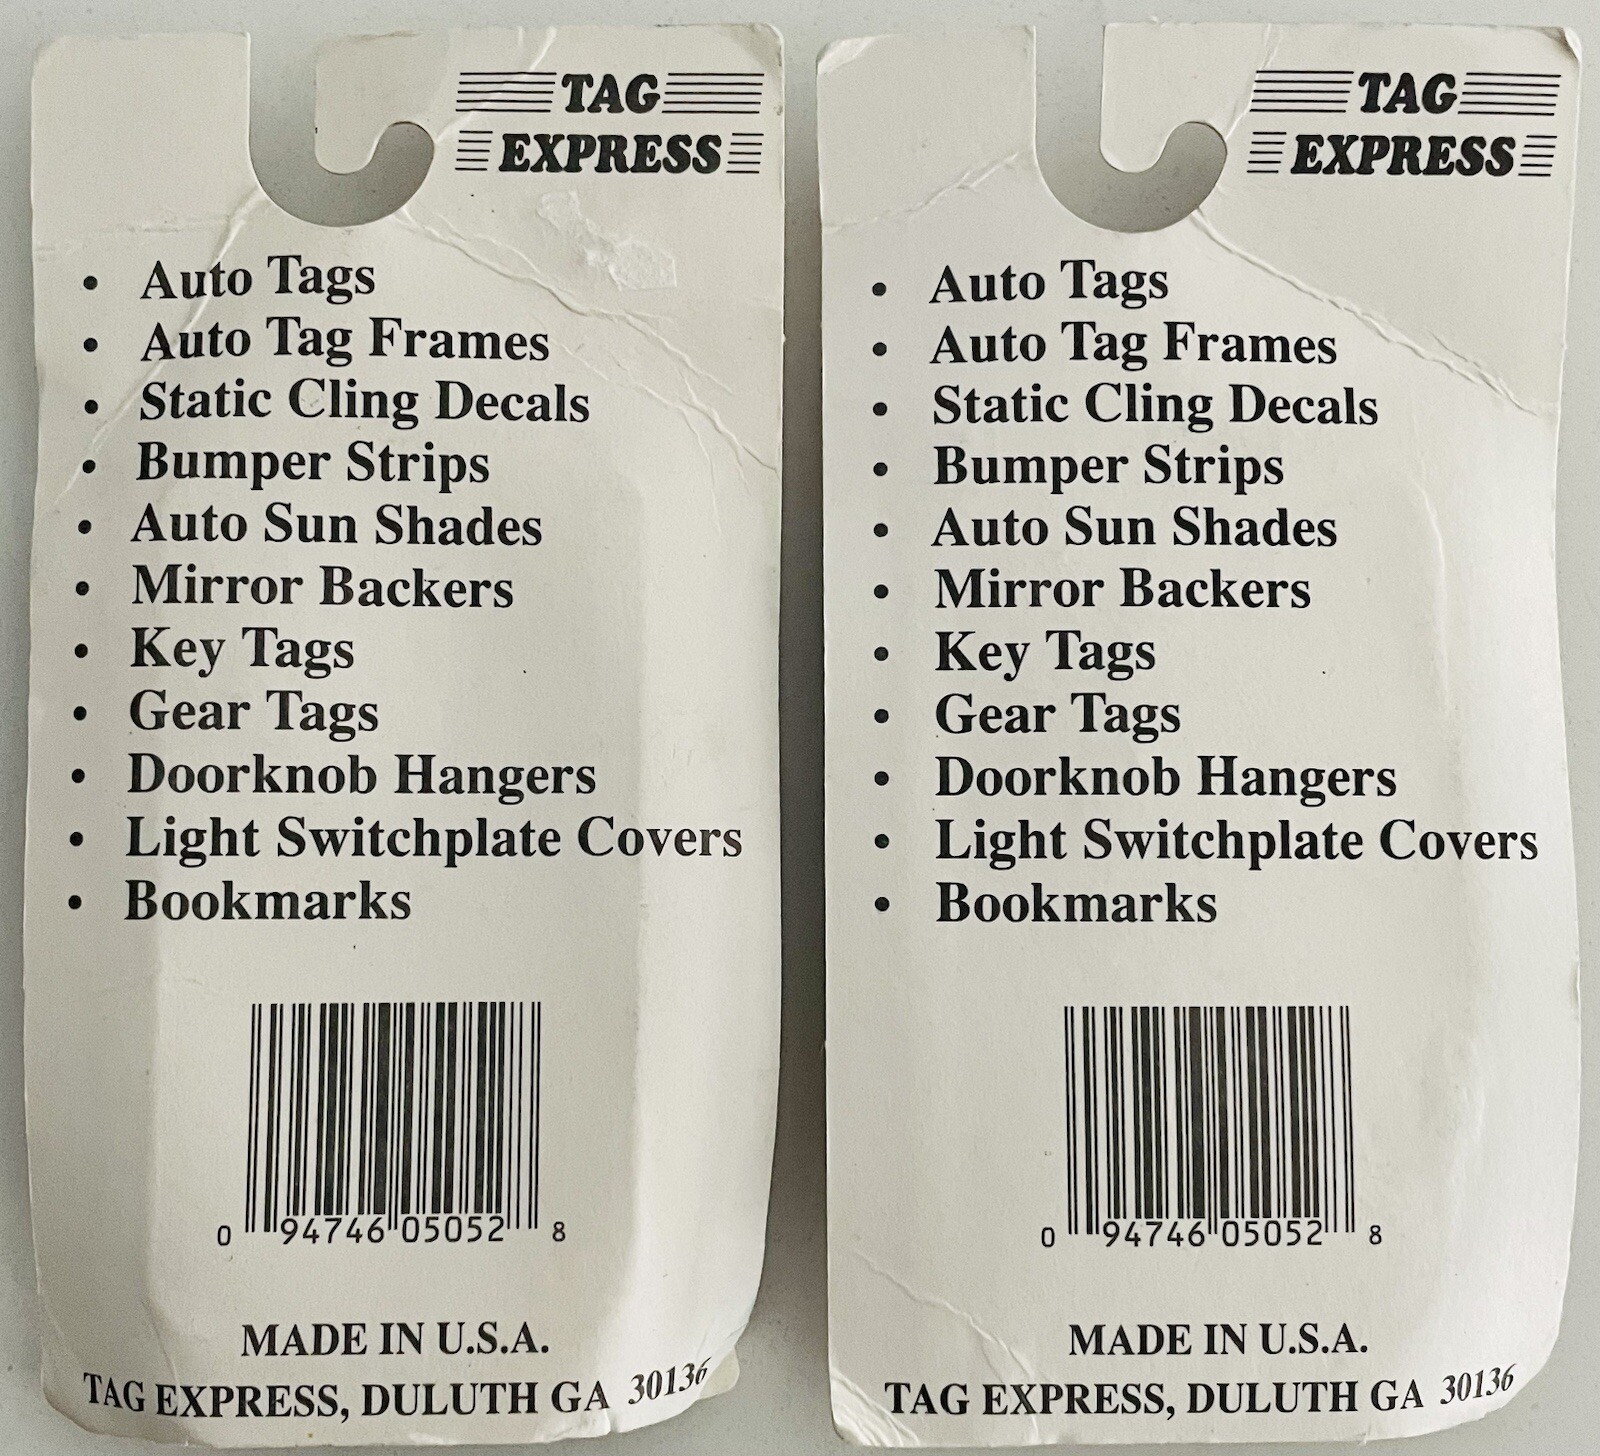 TAG
EXPRESS
• Auto Tags
• Auto Tag Frames
• Static Cling Decals
• Bumper Strips
• Auto Sun Shades
• Mirror Backers
• Key Tags
• Gear Tags
• Doorknob Hangers
• Light Switchplate Covers
• Bookmarks
0 94746 05052 8
MADE IN U.S.A.
TAG EXPRESS, DULUTH GA 30136
TAG
EXPRESS
• Auto Tags
• Auto Tag Frames
• Static Cling Decals
• Bumper Strips
• Auto Sun Shades
• Mirror Backers
• Key Tags
• Gear Tags
• Doorknob Hangers
• Light Switchplate Covers
• Bookmarks
0 94746 05052 8
MADE IN U.S.A.
TAG EXPRESS, DULUTH GA 30136